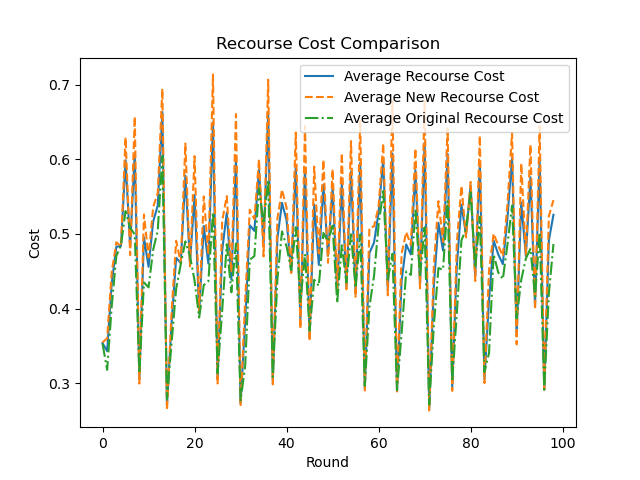 Recourse Cost Comparison
Average Recourse Cost
Average New Recourse Cost
Average Original Recourse Cost
0.7
0.6
0.5
0.4
0.3
Cost
0
20
40
60
80
100
Round